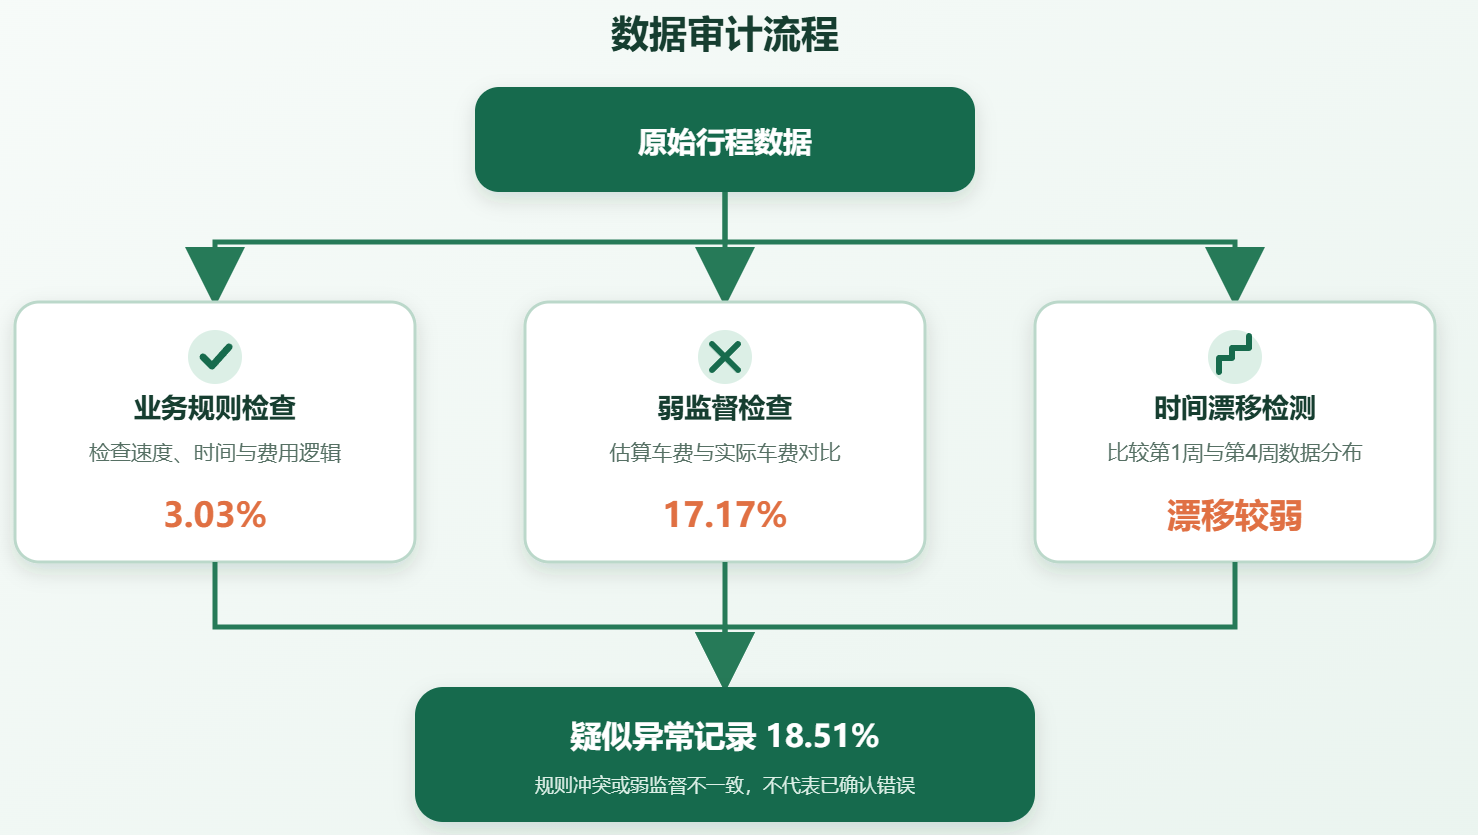 数据审计流程
原始行程数据
业务规则检查
检查速度、时间与费用逻辑
3.03%
弱监督检查
估算车费与实际车费对比
17.17%
时间漂移检测
比较第1周与第4周数据分布
漂移较弱
疑似异常记录 18.51%
规则冲突或弱监督不一致，不代表已确认错误